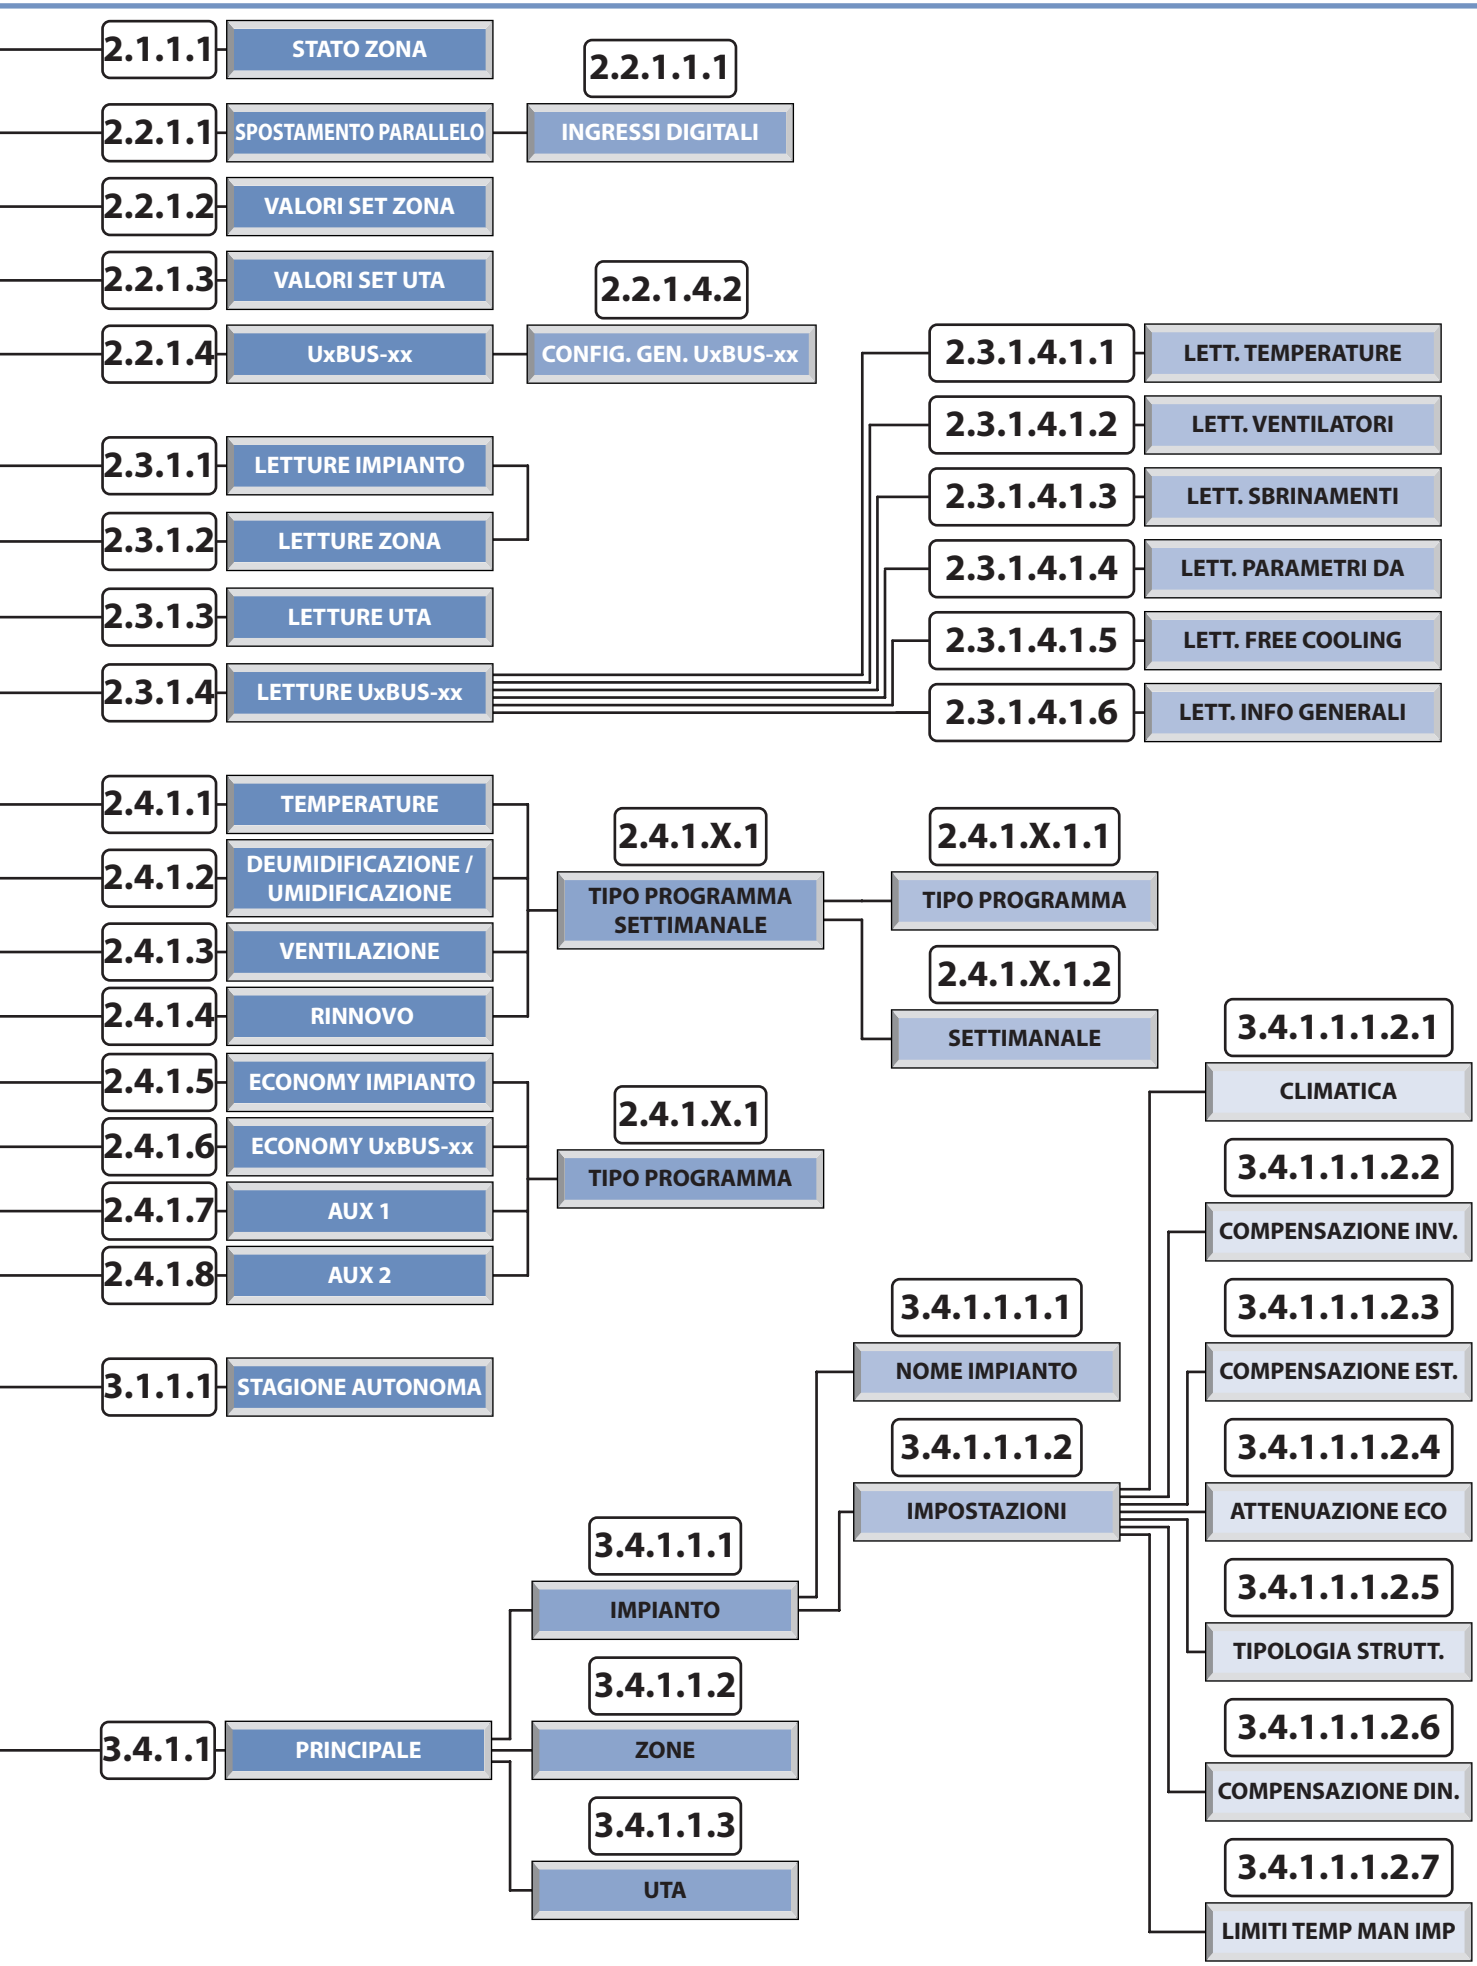 2.1.1.1
STATO ZONA
2.2.1.1.1
2.2.1.1
SPOSTAMENTO PARALLELO
INGRESSI DIGITALI
2.2.1.2
VALORI SET ZONA
2.2.1.3
VALORI SET UTA
2.2.1.4.2
2.2.1.4
UxBUS-xx
CONFIG. GEN. UxBUS-xx
2.3.1.4.1.1
LETT. TEMPERATURE
2.3.1.4.1.2
LETT. VENTILATORI
2.3.1.1
LETTURE IMPIANTO
2.3.1.4.1.3
LETT. SBRINAMENTI
2.3.1.2
LETTURE ZONA
2.3.1.4.1.4
LETT. PARAMETRI DA
2.3.1.3
LETTURE UTA
2.3.1.4.1.5
LETT. FREE COOLING
2.3.1.4
LETTURE UxBUS-xx
2.3.1.4.1.6
LETT. INFO GENERALI
2.4.1.1
TEMPERATURE
2.4.1.2
DEUMIDIFICAZIONE /
UMIDIFICAZIONE
2.4.1.3
VENTILAZIONE
2.4.1.4
RINNOVO
2.4.1.X.1
TIPO PROGRAMMA
SETTIMANALE
2.4.1.X.1.1
TIPO PROGRAMMA
2.4.1.X.1.2
SETTIMANALE
2.4.1.5
ECONOMY IMPIANTO
2.4.1.6
ECONOMY UxBUS-xx
2.4.1.7
AUX 1
2.4.1.8
AUX 2
2.4.1.X.1
TIPO PROGRAMMA
3.1.1.1
STAGIONE AUTONOMA
3.4.1.1
PRINCIPALE
3.4.1.1.1
IMPIANTO
3.4.1.1.2
ZONE
3.4.1.1.3
UTA
3.4.1.1.1.1
NOME IMPIANTO
3.4.1.1.1.2
IMPOSTAZIONI
3.4.1.1.1.2.1
CLIMATICA
3.4.1.1.1.2.2
COMPENSAZIONE INV.
3.4.1.1.1.2.3
COMPENSAZIONE EST.
3.4.1.1.1.2.4
ATTENUAZIONE ECO
3.4.1.1.1.2.5
TIPOLOGIA STRUTT.
3.4.1.1.1.2.6
COMPENSAZIONE DIN.
3.4.1.1.1.2.7
LIMITI TEMP MAN IMP